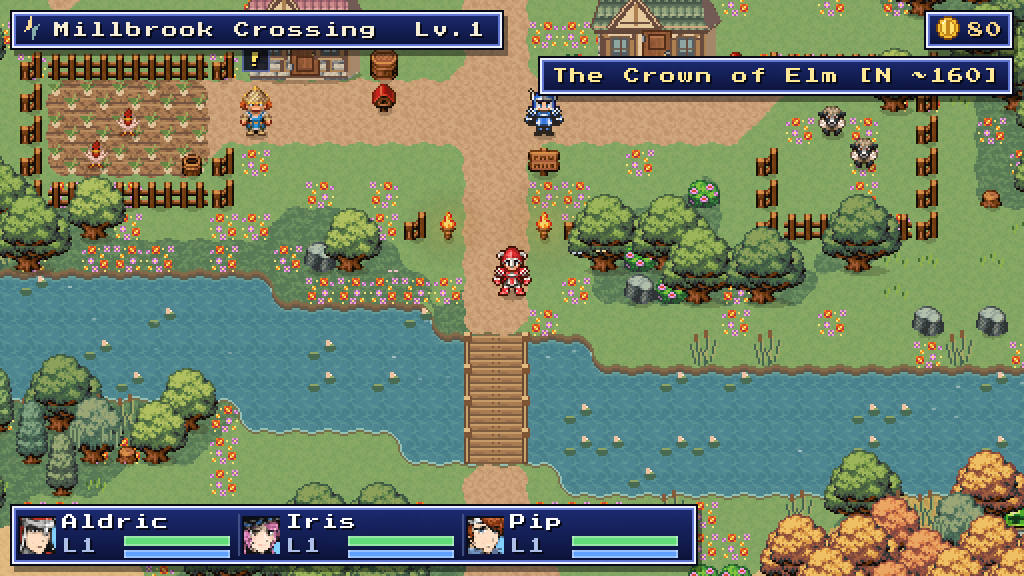 Millbrook Crossing Lv.1
80
!
The Crown of Elm [N ~160]
Aldric
L1
Iris
L1
Pip
L1